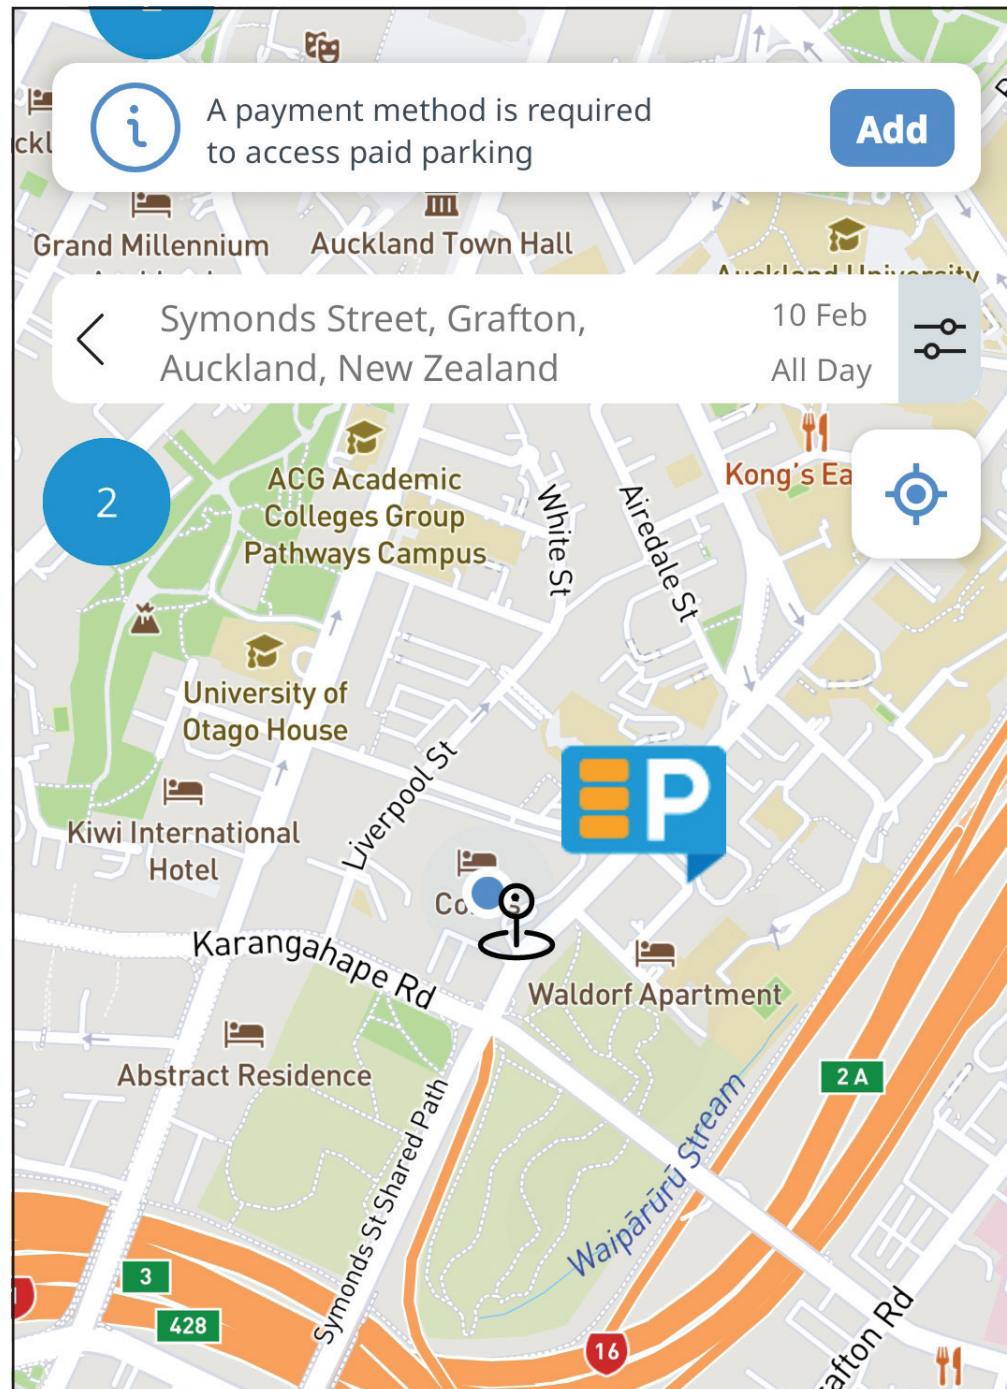 A payment method is required
to access paid parking
Add
Grand Millennium
Auckland Town Hall
Auckland University
Symonds Street, Grafton,
Auckland, New Zealand
10 Feb
All Day
2
ACG Academic
Colleges Group
Pathways Campus
White St
Airedale St
Kong's Ea
University of
Otago House
Liverpool St
P
Kiwi International
Hotel
Co
s
Karangahape Rd
Waldorf Apartment
Abstract Residence
2 A
Symonds St Shared Path
Waipārūrū Stream
3
428
16
afton Rd